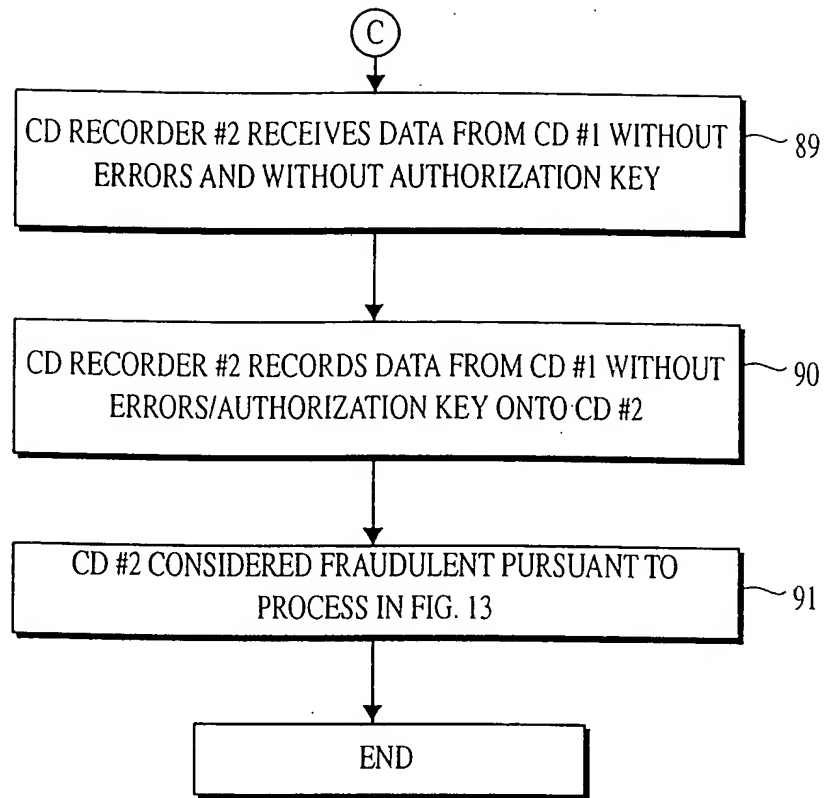 C
CD RECORDER #2 RECEIVES DATA FROM CD #1 WITHOUT
ERRORS AND WITHOUT AUTHORIZATION KEY
89
CD RECORDER #2 RECORDS DATA FROM CD #1 WITHOUT
ERRORS/AUTHORIZATION KEY ONTO CD #2
90
CD #2 CONSIDERED FRAUDULENT PURSUANT TO
PROCESS IN FIG. 13
91
END